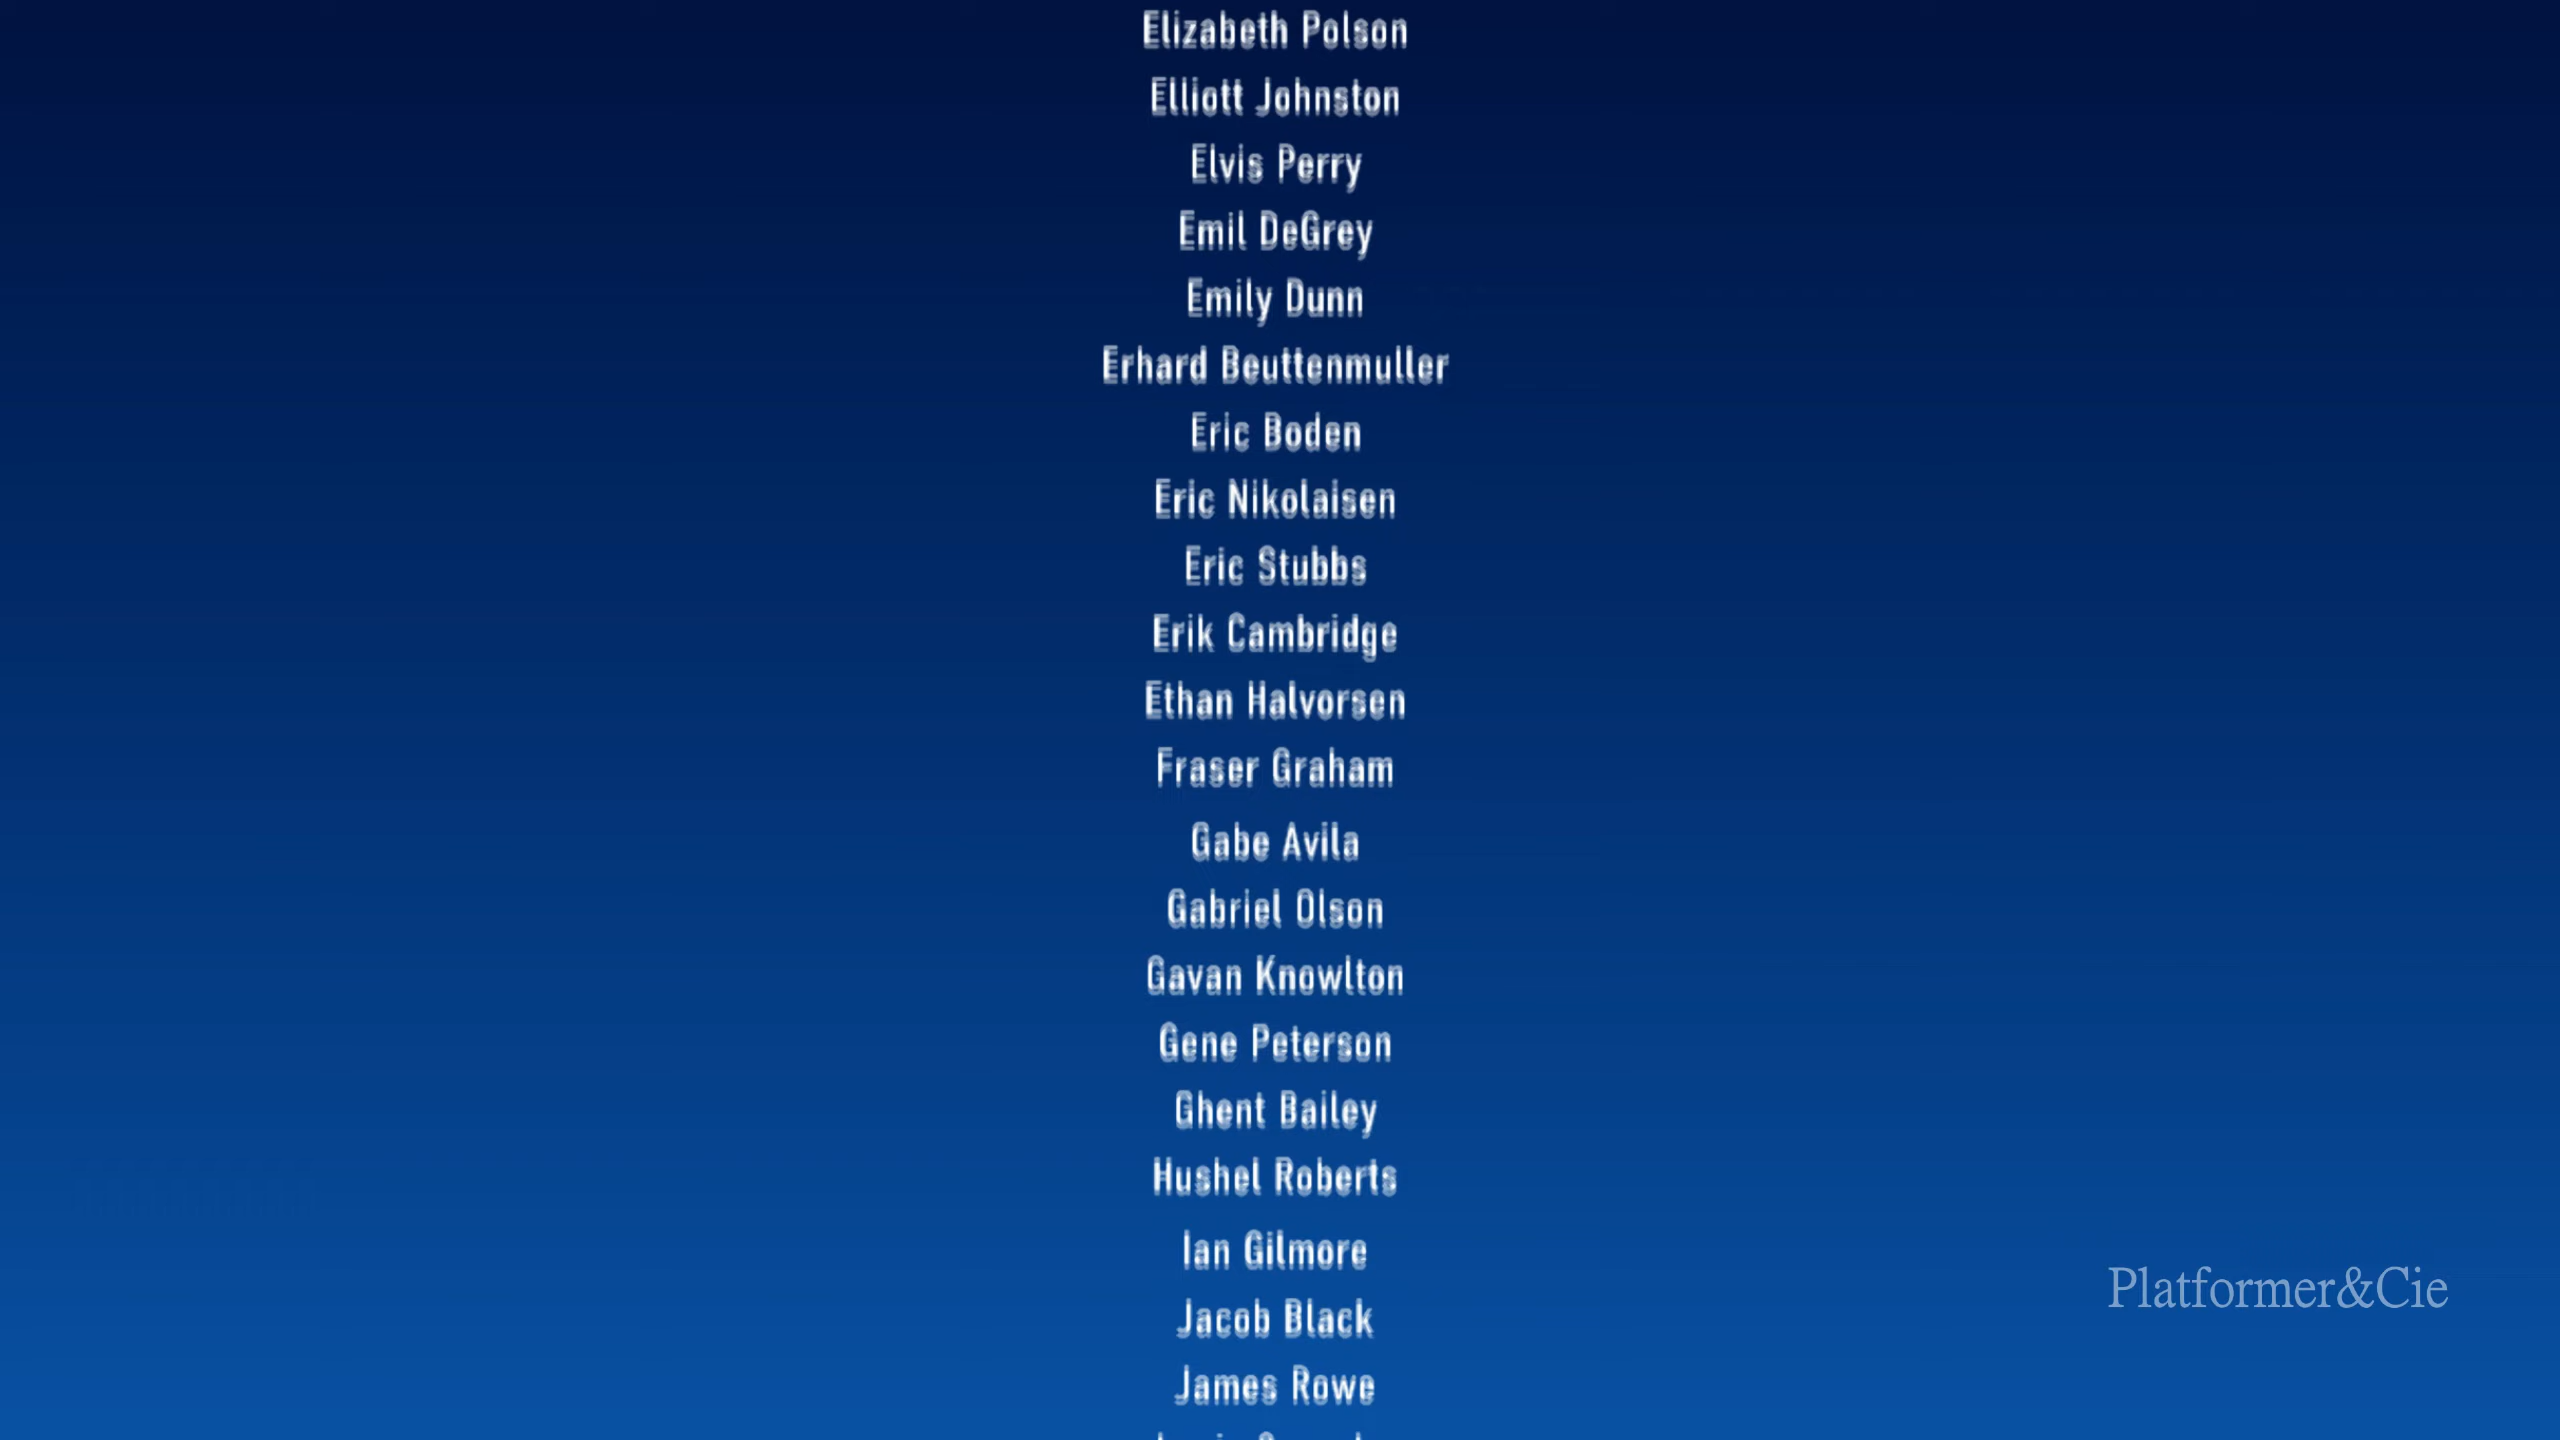 Elizabeth Polson
Elliott Johnston
Elvis Perry
Emil DeGrey
Emily Dunn
Erhard Beuttenmuller
Eric Boden
Eric Nikolaisen
Eric Stubbs
Erik Cambridge
Ethan Halvorsen
Fraser Graham
Gabe Avila
Gabriel Olson
Gavan Knowlton
Gene Peterson
Ghent Bailey
Hushel Roberts
Ian Gilmore
Platformer&Cie
Jacob Black
James Rowe